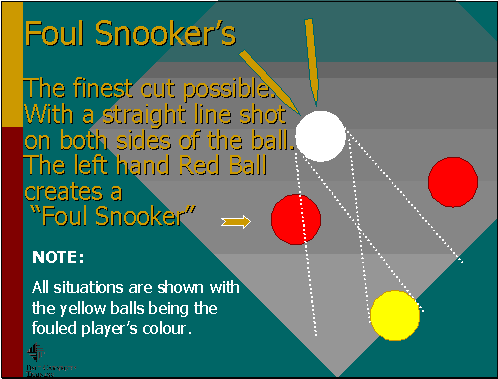 Foul Snooker’s
The finest cut possible.
With a straight line shot
on both sides of the ball.
The left hand Red Ball
creates a
“Foul Snooker”
NOTE:
All situations are shown with
the yellow balls being the
fouled player’s colour.